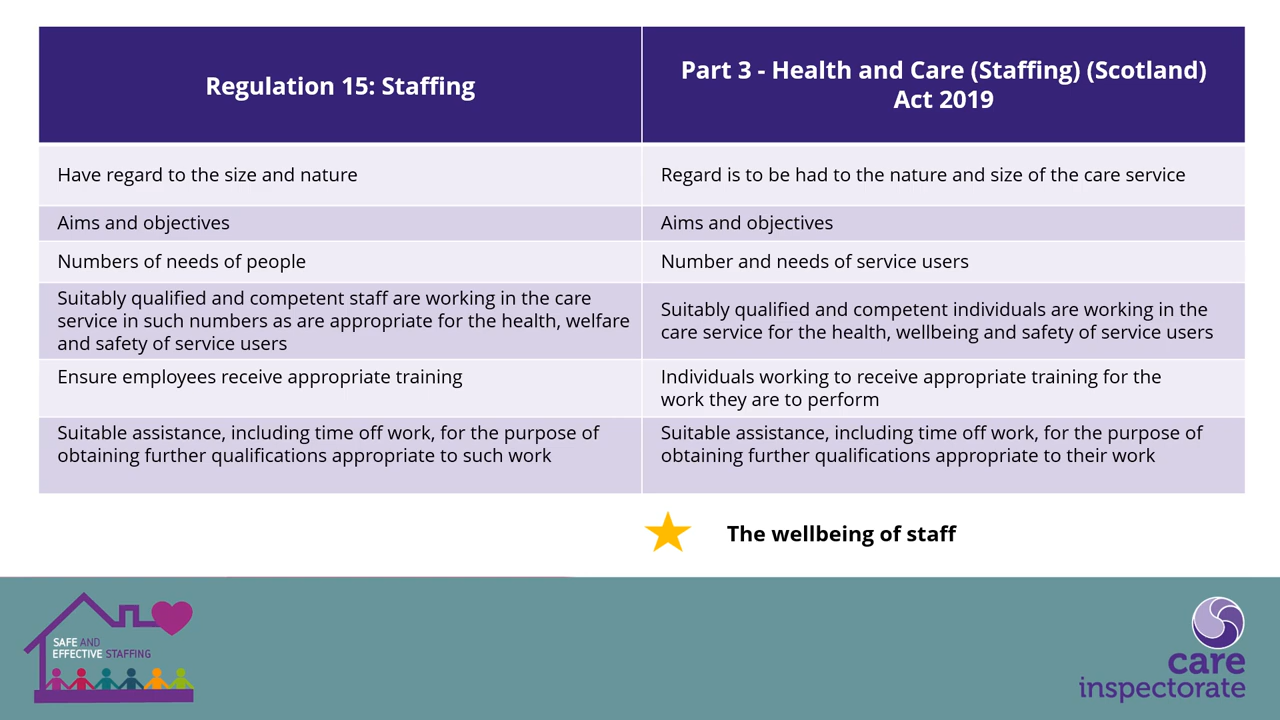 Regulation 15: Staffing
Part 3 - Health and Care (Staffing) (Scotland)
Act 2019
Have regard to the size and nature
Regard is to be had to the nature and size of the care service
Aims and objectives
Aims and objectives
Numbers of needs of people
Number and needs of service users
Suitably qualified and competent staff are working in the care
service in such numbers as are appropriate for the health, welfare
and safety of service users
Suitably qualified and competent individuals are working in the
care service for the health, wellbeing and safety of service users
Ensure employees receive appropriate training
Individuals working to receive appropriate training for the
work they are to perform
Suitable assistance, including time off work, for the purpose of
obtaining further qualifications appropriate to such work
Suitable assistance, including time off work, for the purpose of
obtaining further qualifications appropriate to their work
The wellbeing of staff
SAFE AND
EFFECTIVE STAFFING
care
inspectorate